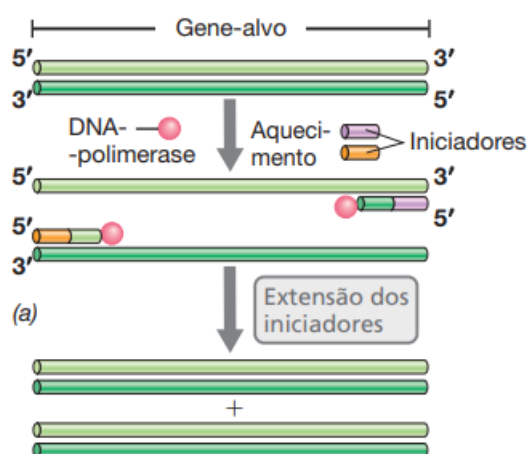 Gene-alvo
5′ 3′
3′ 5′
DNA-
-polimerase
Aqueci-
mento
Iniciadores
5′ 3′
5′
5′
3′
(a)
Extensão dos
iniciadores
+